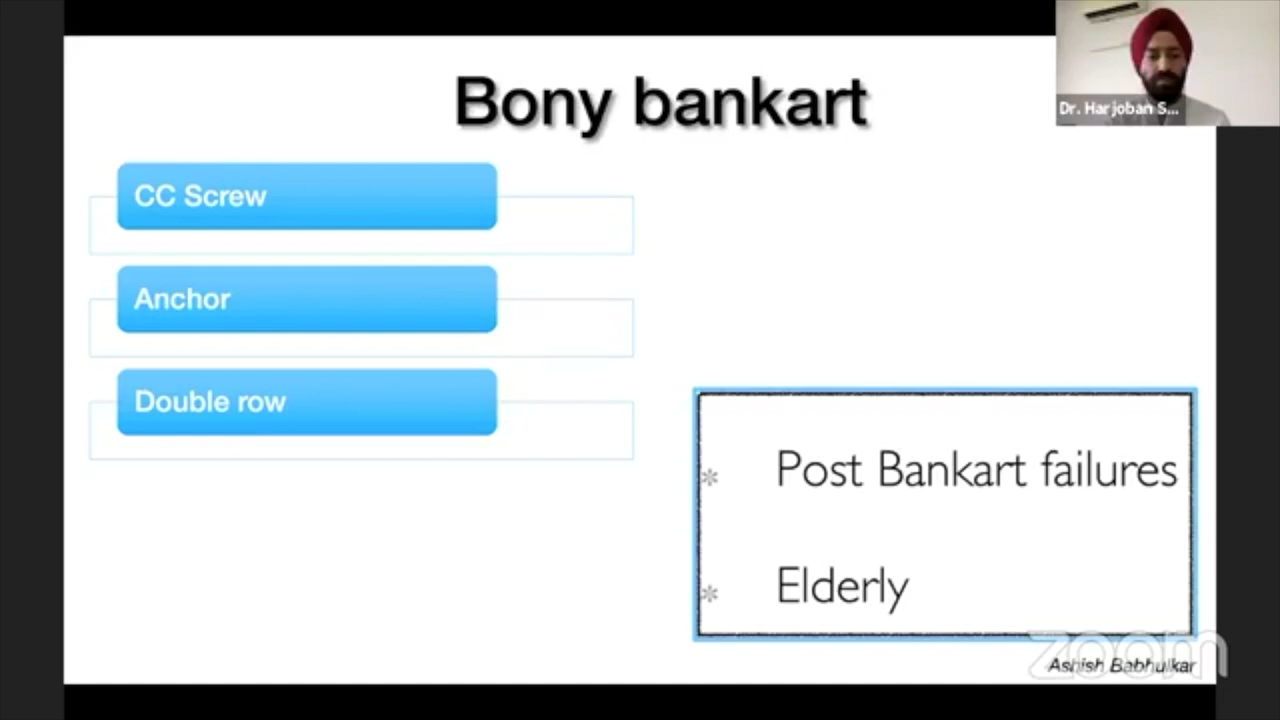 Bony bankart
Dr. Harjoban S...
CC Screw
Anchor
Double row
* Post Bankart failures
* Elderly
zoom
Ashish Babhulkar